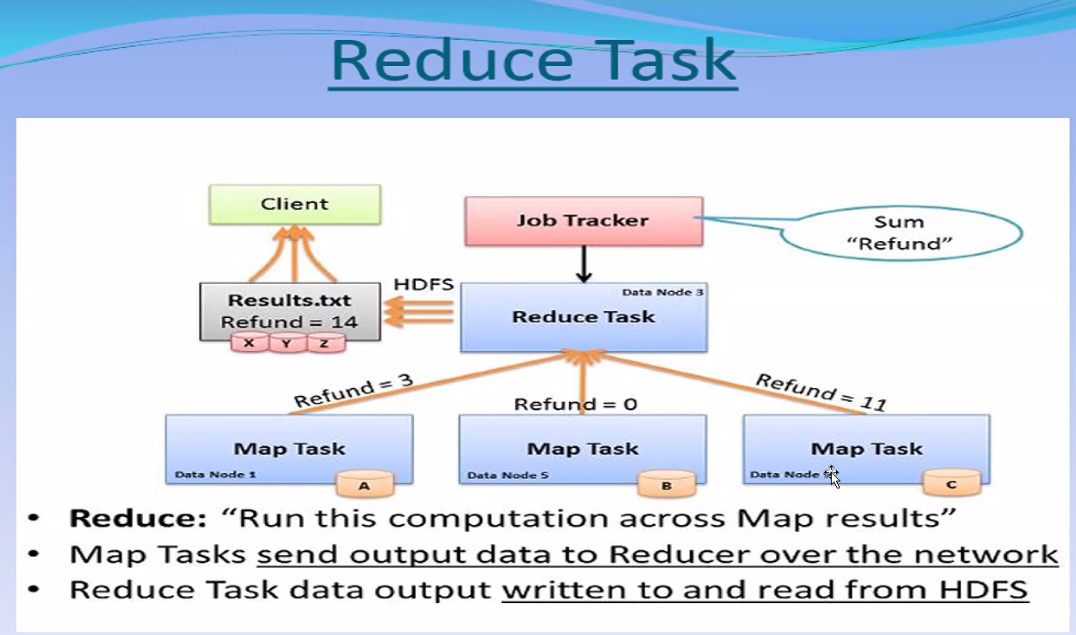 Reduce Task
Client
Job Tracker
Sum
"Refund"
HDFS
Results.txt
Refund = 14
X Y Z
Data Node 3
Reduce Task
Refund = 3
Refund = 0
Refund = 11
Map Task
Data Node 1
A
Map Task
Data Node 5
B
Map Task
Data Node
C
• Reduce: "Run this computation across Map results"
• Map Tasks send output data to Reducer over the network
• Reduce Task data output written to and read from HDFS